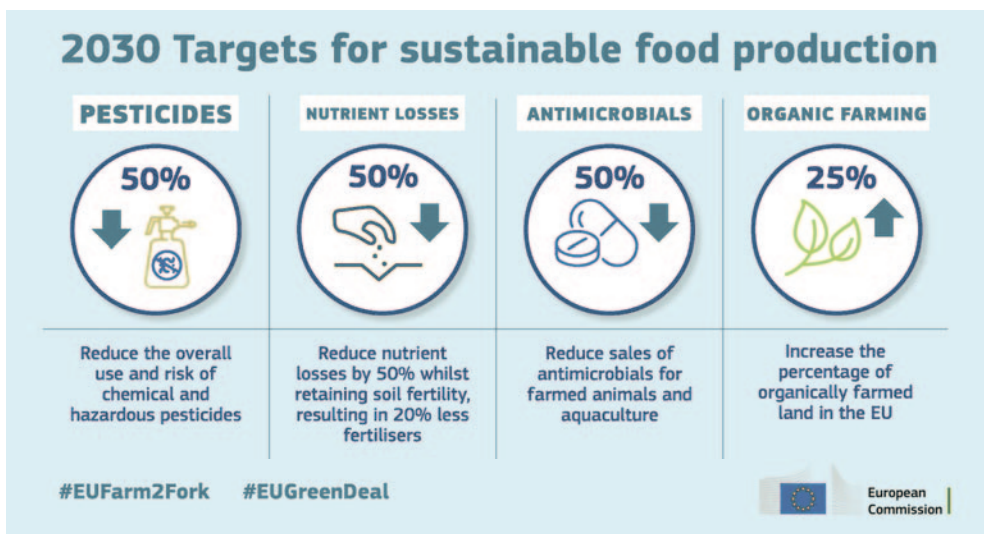 2030 Targets for sustainable food production
PESTICIDES
50%
Reduce the overall
use and risk of
chemical and
hazardous pesticides
NUTRIENT LOSSES
50%
Reduce nutrient
losses by 50% whilst
retaining soil fertility,
resulting in 20% less
fertilisers
ANTIMICROBIALS
50%
Reduce sales of
antimicrobials for
farmed animals and
aquaculture
ORGANIC FARMING
25%
Increase the
percentage of
organically farmed
land in the EU
#EUFarm2Fork #EUGreenDeal
European
Commission